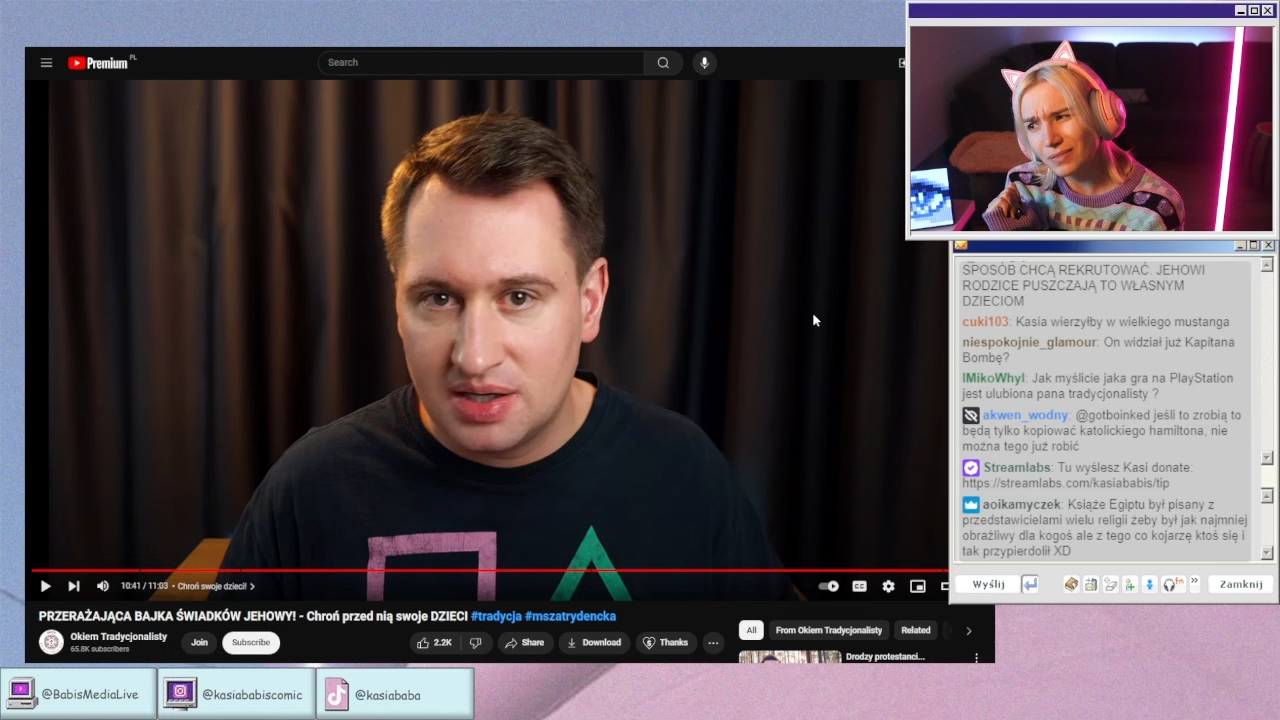 Premium PL
Search
10:41 / 11:03 • Chroń swoje dzieci!
PRZERAŻAJĄCA BAJKA ŚWIADKÓW JEHOWY! - Chroń przed nią swoje DZIECI #tradycja #mszatrydencka
Okiem Tradycjonalisty
65.8K subscribers
Join
Subscribe
2.2K
Share
Download
Thanks
All
From Okiem Tradycjonalisty
Related
Drodzy protestanci...
SPOSÓB CHCĄ REKRUTOWAĆ. JEHOWI
RODZICE PUSZCZAJĄ TO WŁASNYM
DZIECIOM
cuki103: Kasia wierzyłby w wielkiego mustanga
niespokojnie_glamour: On widział już Kapitana
Bombę?
IMikoWhyI: Jak myślicie jaka gra na PlayStation
jest ulubiona pana tradycjonalisty ?
akwen_wodny: @gotboinked jeśli to zrobią to
będą tylko kopiować katolickiego hamiltona, nie
można tego już robić
Streamlabs: Tu wyślesz Kasi donate:
https://streamlabs.com/kasiababis/tip
aoikamyczek: Książe Egiptu był pisany z
przedstawicielami wielu religii żeby był jak najmniej
obraźliwy dla kogoś ale z tego co kojarzę ktoś się i
tak przypierdolił XD
Wyślij
Zamknij
@BabisMediaLive
@kasiababiscomic
@kasiababa